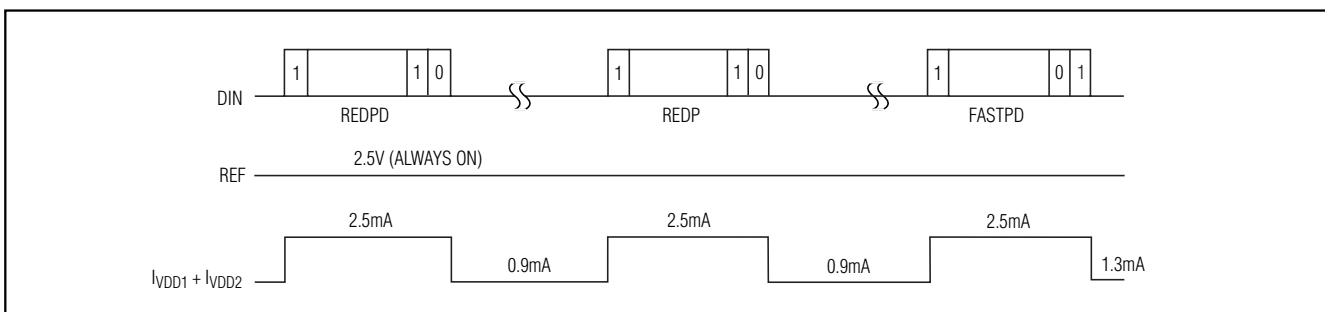 1 1 0 1 1 0 1 0 1
DIN
REDPD REDP FASTPD
2.5V (ALWAYS ON)
REF
2.5mA 2.5mA 2.5mA
0.9mA 0.9mA 1.3mA
IVDD1 + IVDD2